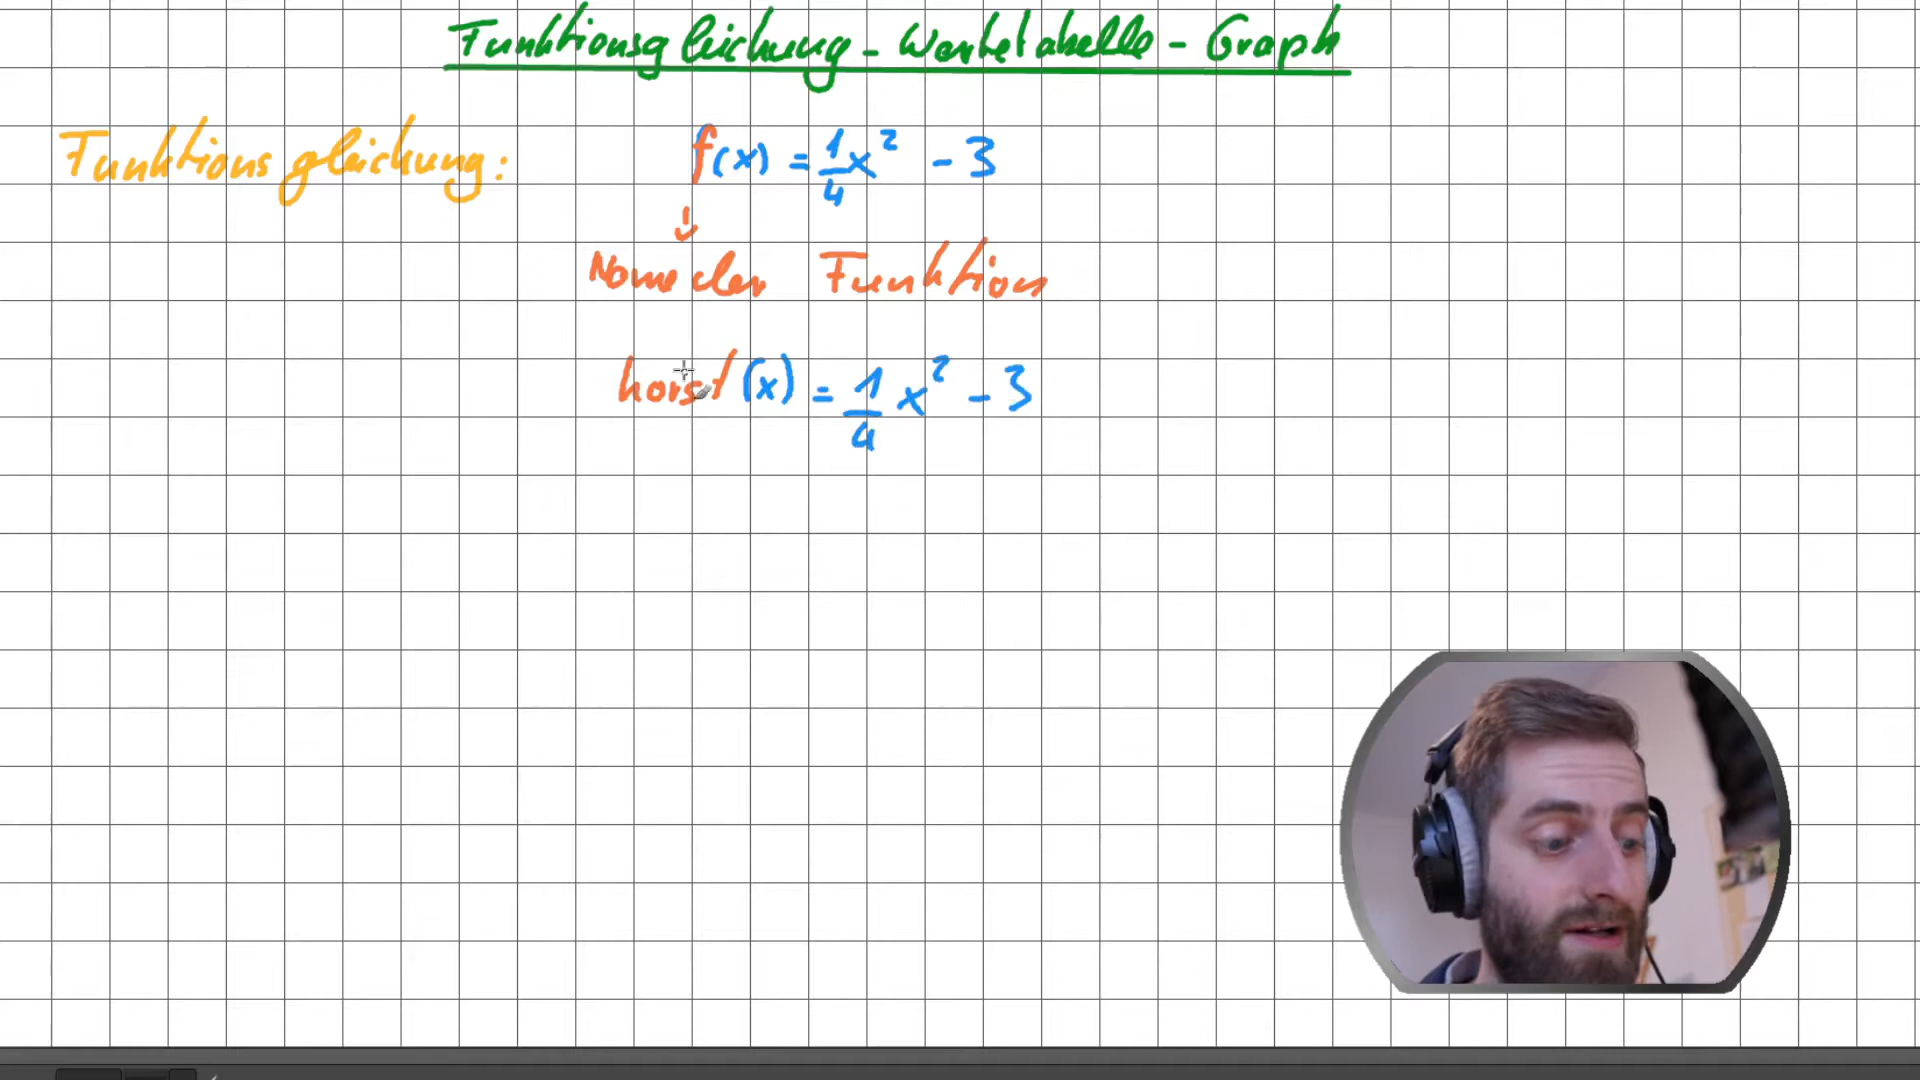 Funktionsgleichung - Wertetabelle - Graph
Funktionsgleichung: f(x) = 1/4 x² - 3
Name der Funktion
horst(x) = 1/4 x² - 3